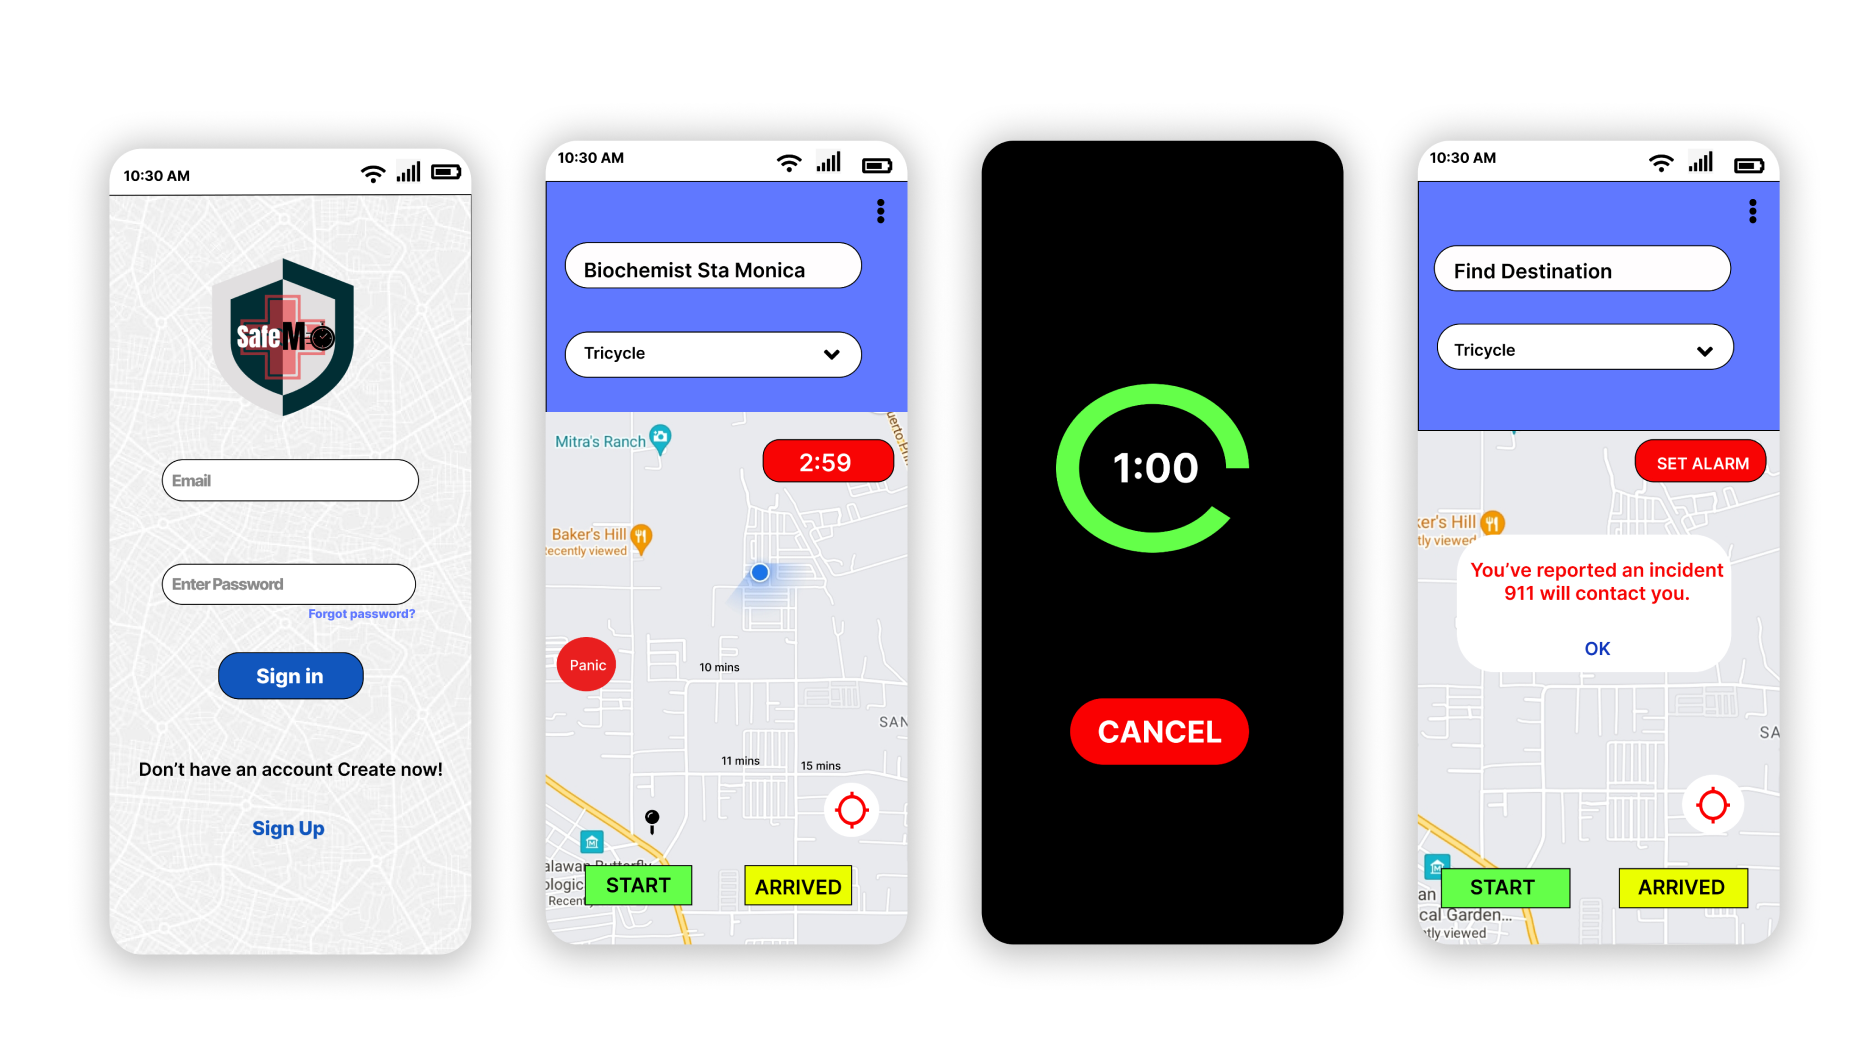 10:30 AM
SafeM
Email
Enter Password
Forgot password?
Sign in
Don't have an account Create now!
Sign Up
10:30 AM
Biochemist Sta Monica
Tricycle
Mitra's Ranch
2:59
Baker's Hill
ecently viewed
Panic
10 mins
SAN
11 mins
15 mins
alawan Butterfly
ologic
Recent
START
ARRIVED
1:00
CANCEL
10:30 AM
Find Destination
Tricycle
SET ALARM
ker's Hill
tly viewed
You've reported an incident
911 will contact you.
OK
SA
START
ARRIVED
an
cal Garden...
ntly viewed